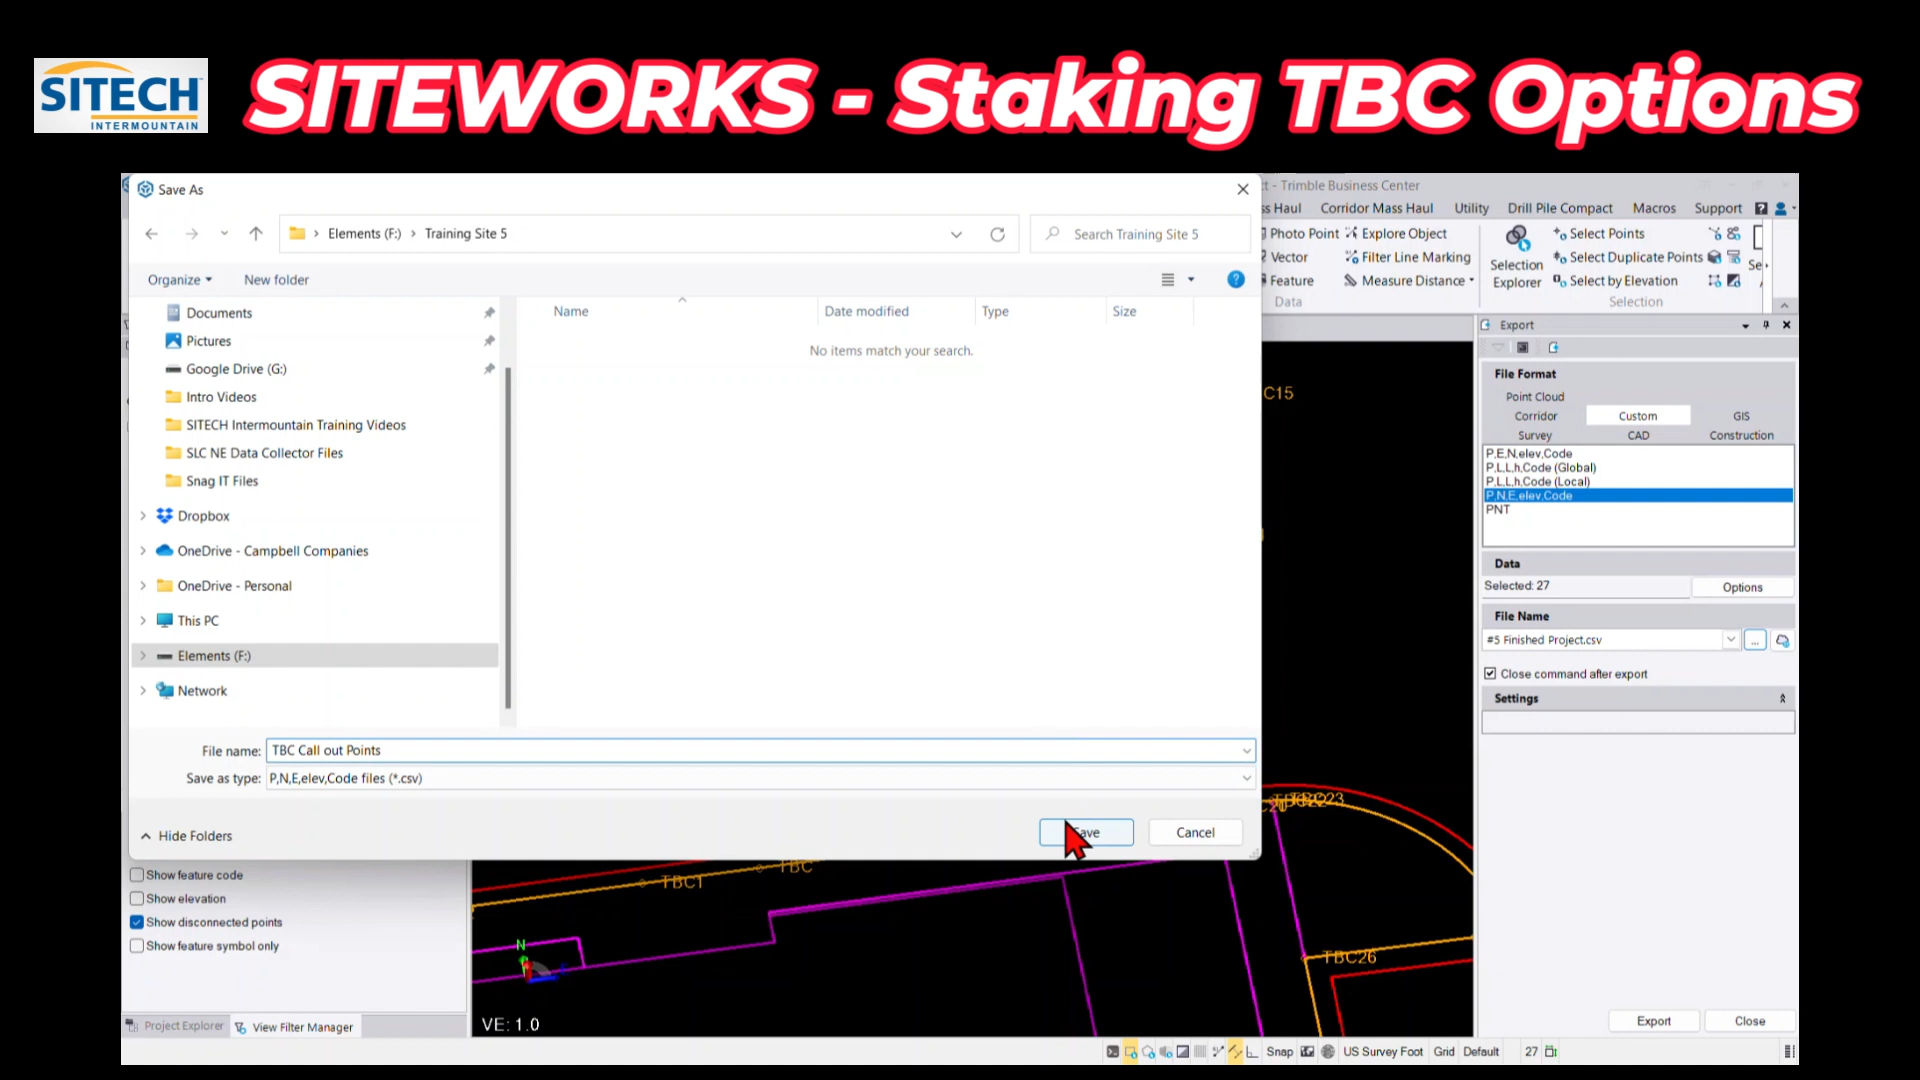 SITECH
INTERMOUNTAIN
SITEWORKS - Staking TBC Options
Save As
t - Trimble Business Center
ss Haul Corridor Mass Haul Utility Drill Pile Compact Macros Support
Elements (F:) Training Site 5
Search Training Site 5
Photo Point Explore Object
Vector Filter Line Marking
Feature Measure Distance
Data
Selection
Explorer
Select Points
Select Duplicate Points
Select by Elevation
Se
Selection
Organize New folder
Name Date modified Type Size
No items match your search.
Documents
Pictures
Google Drive (G:)
Intro Videos
SITECH Intermountain Training Videos
SLC NE Data Collector Files
Snag IT Files
Dropbox
OneDrive - Campbell Companies
OneDrive - Personal
This PC
Elements (F:)
Network
File name: TBC Call out Points
Save as type: P,N,E,elev,Code files (*.csv)
Hide Folders
Cancel
Export
File Format
Point Cloud
Corridor Custom GIS
Survey CAD Construction
P,E,N,elev,Code
P,L,L,h,Code (Global)
P,L,L,h,Code (Local)
P,N,E,elev,Code
PNT
Data
Selected: 27 Options
File Name
#5 Finished Project.csv ...
Close command after export
Settings
Export Close
C15
TBC23
TBC1
TBC
TBC26
N
VE: 1.0
Show feature code
Show elevation
Show disconnected points
Show feature symbol only
Project Explorer View Filter Manager
Snap US Survey Foot Grid Default 27